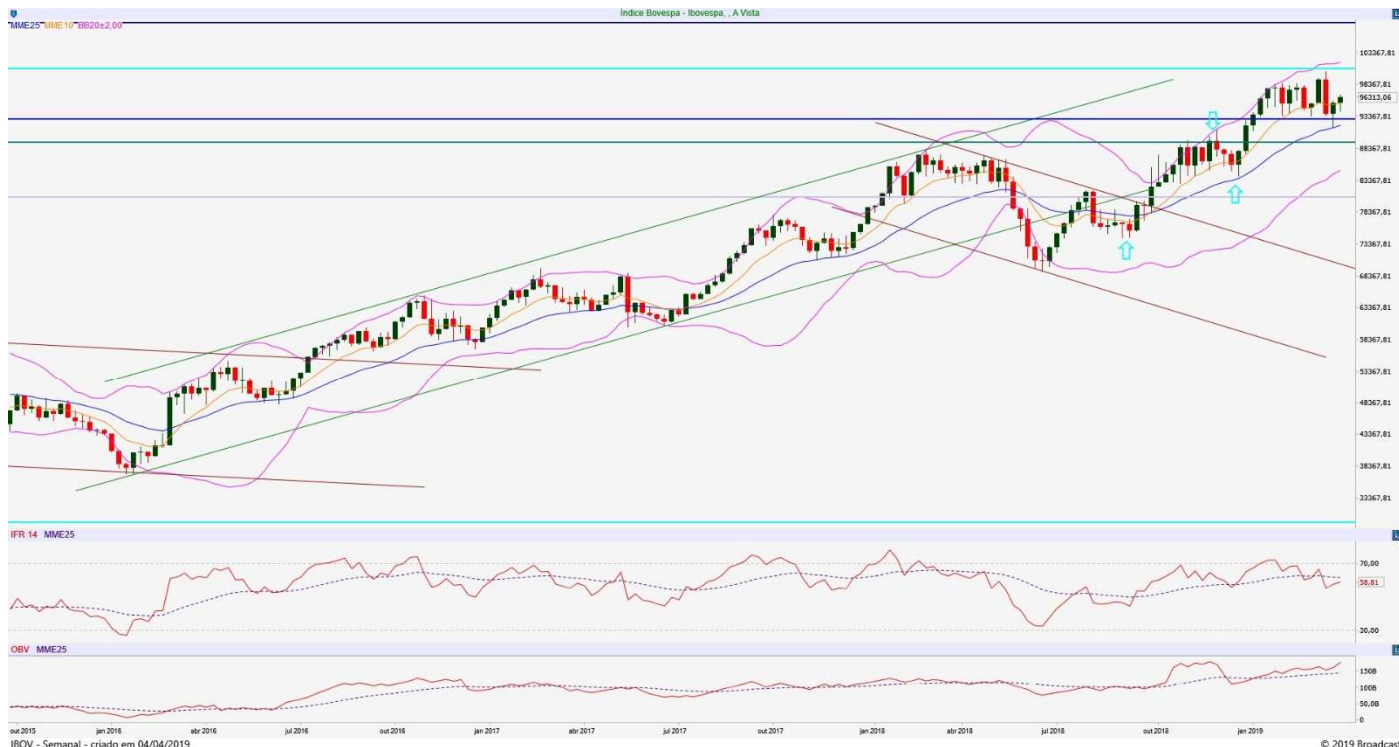 Índice Bovespa - Ibovespa, , A Vista
MME25 MME10 BB20±2,00
103367,81
98367,81
96313,06
93367,81
88367,81
83367,81
78367,81
73367,81
68367,81
63367,81
58367,81
53367,81
48367,81
43367,81
38367,81
33367,81
IFR 14 MME25
70,00
58,81
30,00
OBV MME25
150B
100B
50,0B
0
out 2015 jan 2016 abr 2016 jul 2016 out 2016 jan 2017 abr 2017 jul 2017 out 2017 jan 2018 abr 2018 jul 2018 out 2018 jan 2019
IBOV - Semanal - criado em 04/04/2019 © 2019 Broadcast